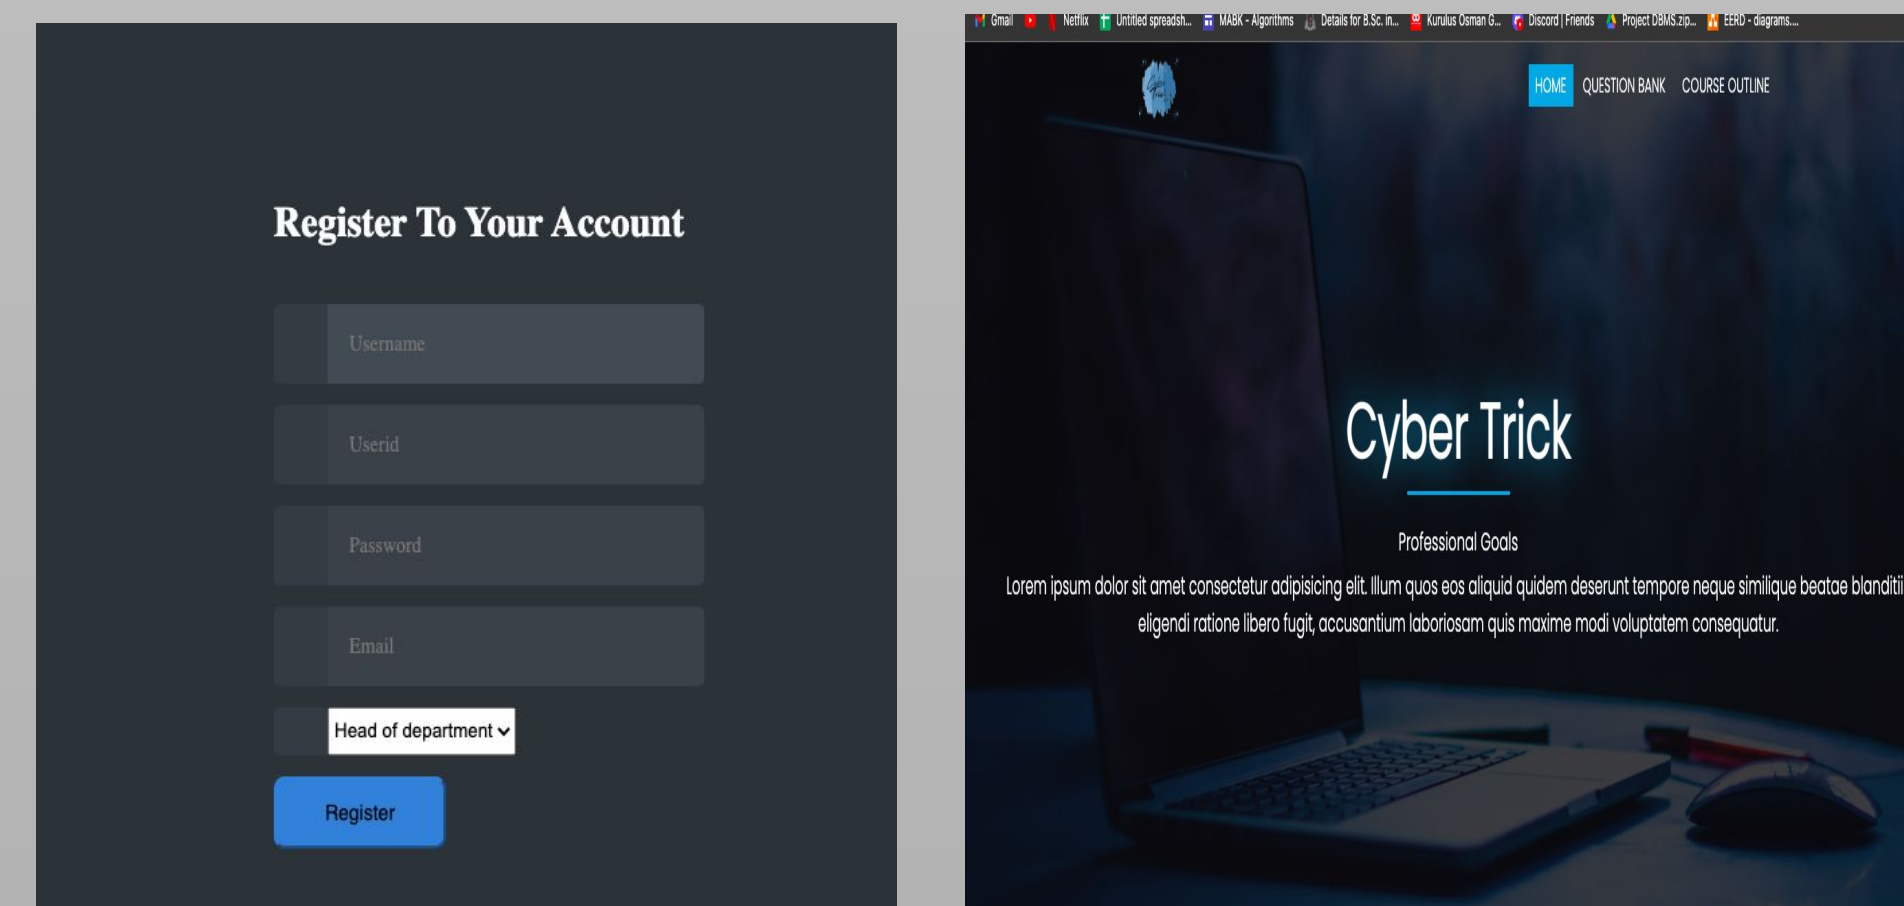 Register To Your Account
Username
Userid
Password
Email
Head of department
Register
Gmail
Netflix
Untitled spreadsh...
MABK - Algorithms
Details for B.Sc. in...
Kurulus Osman G...
Discord | Friends
Project DBMS.zip...
EERD - diagrams....
HOME QUESTION BANK COURSE OUTLINE
Cyber Trick
Professional Goals
Lorem ipsum dolor sit amet consectetur adipisicing elit. Illum quos eos aliquid quidem deserunt tempore neque similique beatae blanditii
eligendi ratione libero fugit, accusantium laboriosam quis maxime modi voluptatem consequatur.